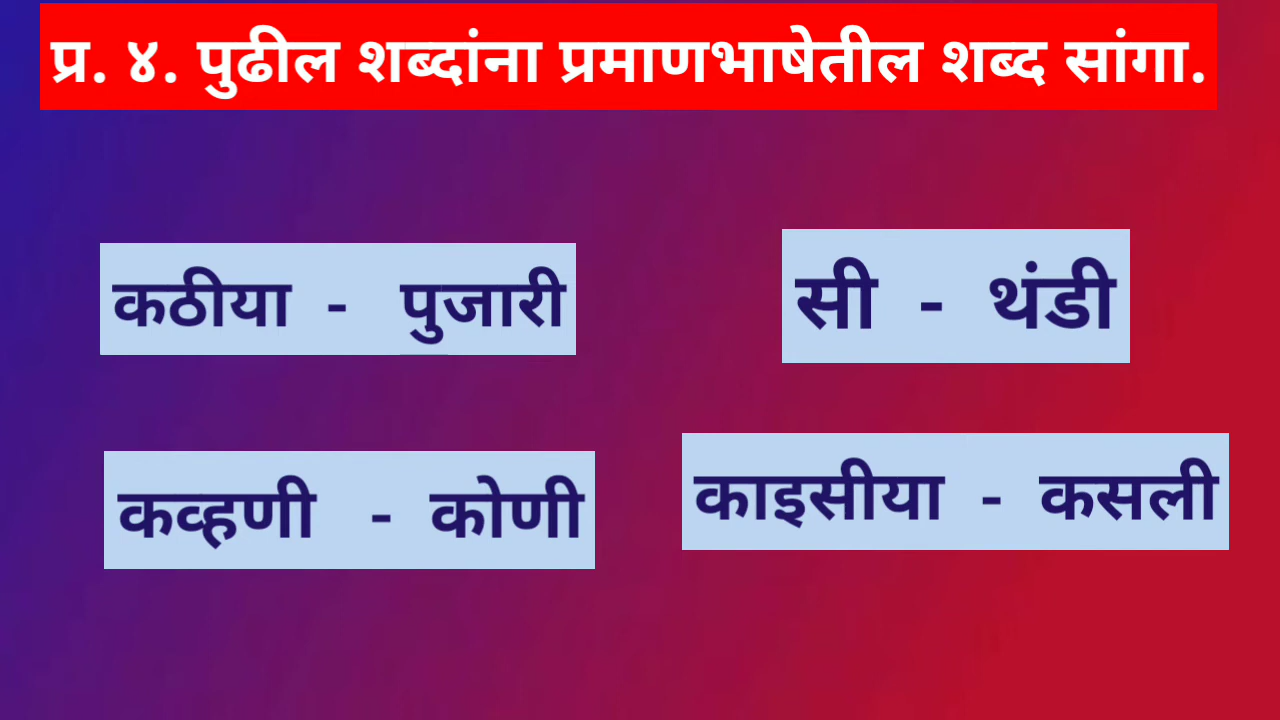 प्र. ४. पुढील शब्दांना प्रमाणभाषेतील शब्द सांगा.
कठीया - पुजारी
सी - थंडी
कव्हणी - कोणी
काइसीया - कसली